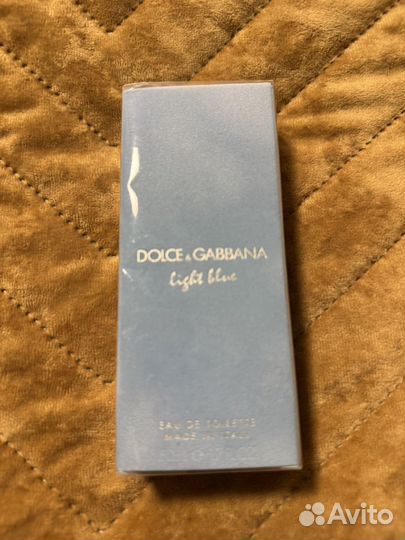 DOLCE & GABBANA
light blue
EAU DE TOILETTE
MADE IN ITALY
Avito